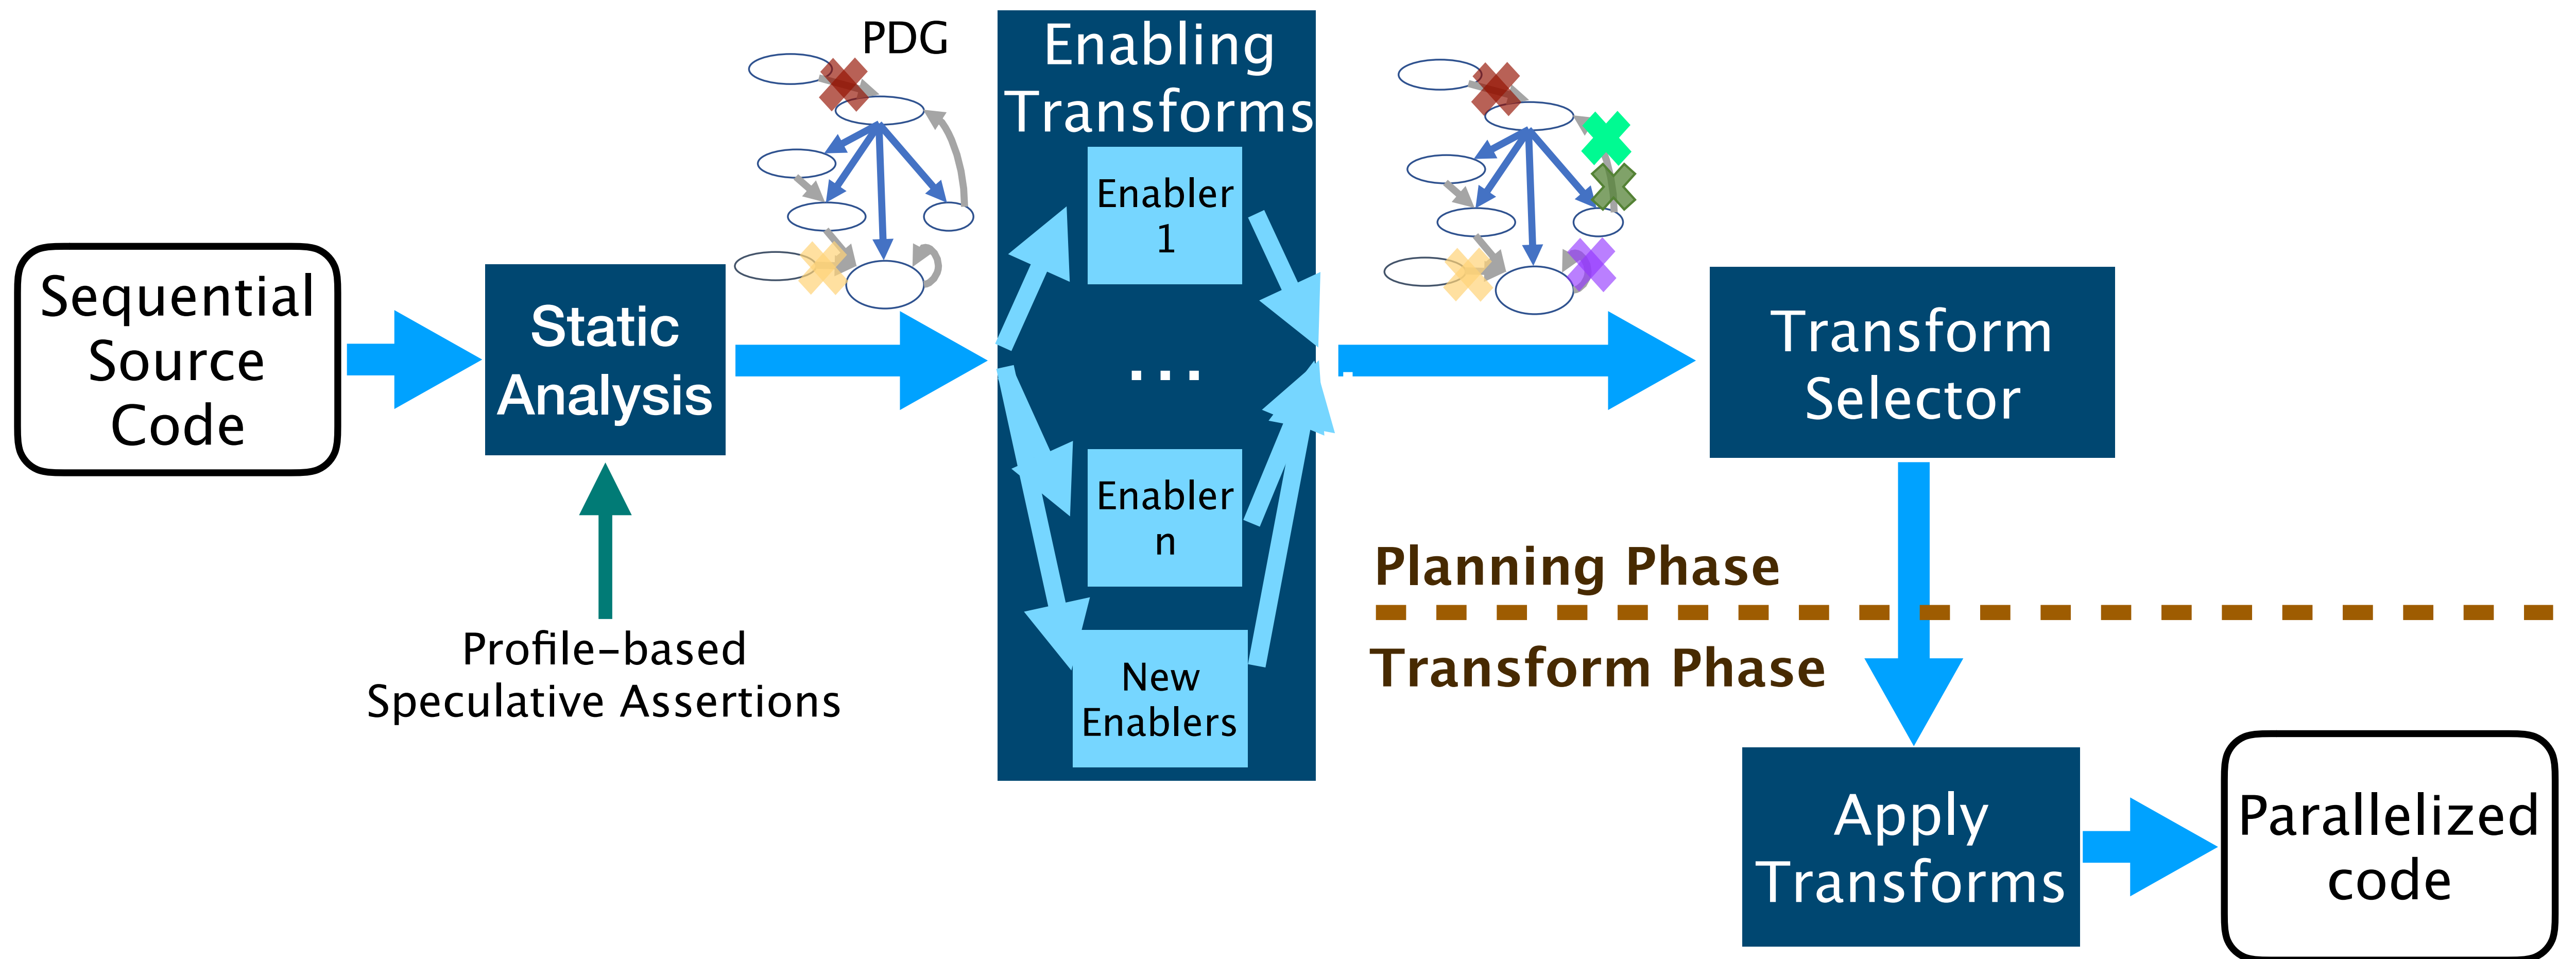 PDG
Enabling
Transforms
Enabler
1
Sequential
Source
Code
Static
Analysis
...
Transform
Selector
Enabler
n
Planning Phase
Profile-based
Speculative Assertions
Transform Phase
New
Enablers
Apply
Transforms
Parallelized
code